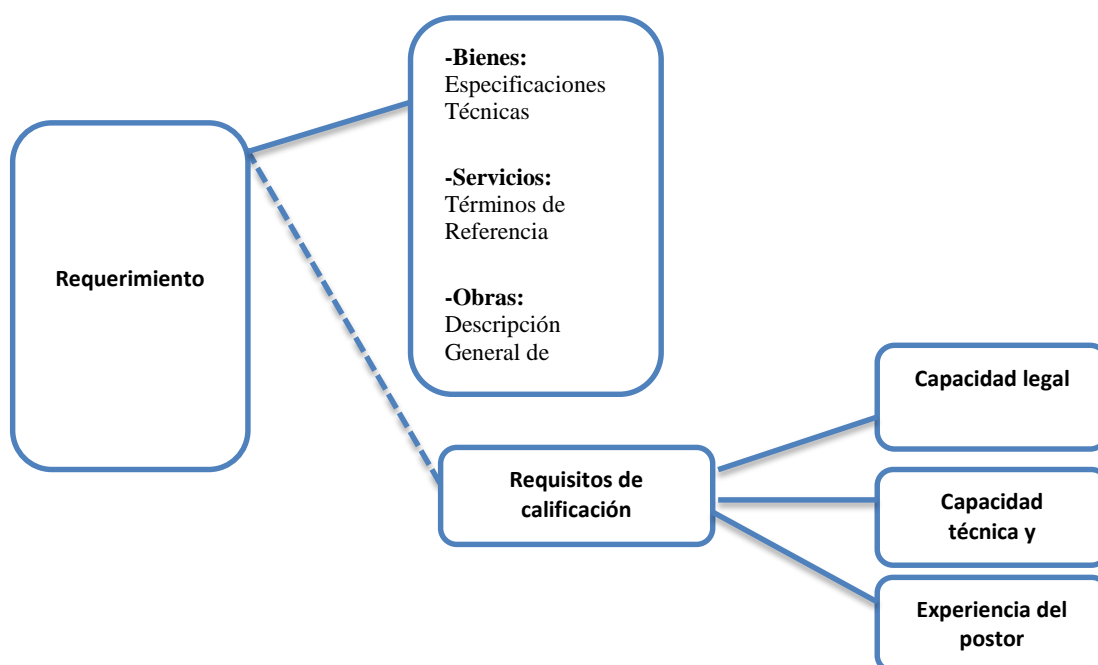 -Bienes:
Especificaciones
Técnicas
-Servicios:
Términos de
Referencia
-Obras:
Descripción
General de
Requerimiento
Capacidad legal
Requisitos de
calificación
Capacidad
técnica y
Experiencia del
postor